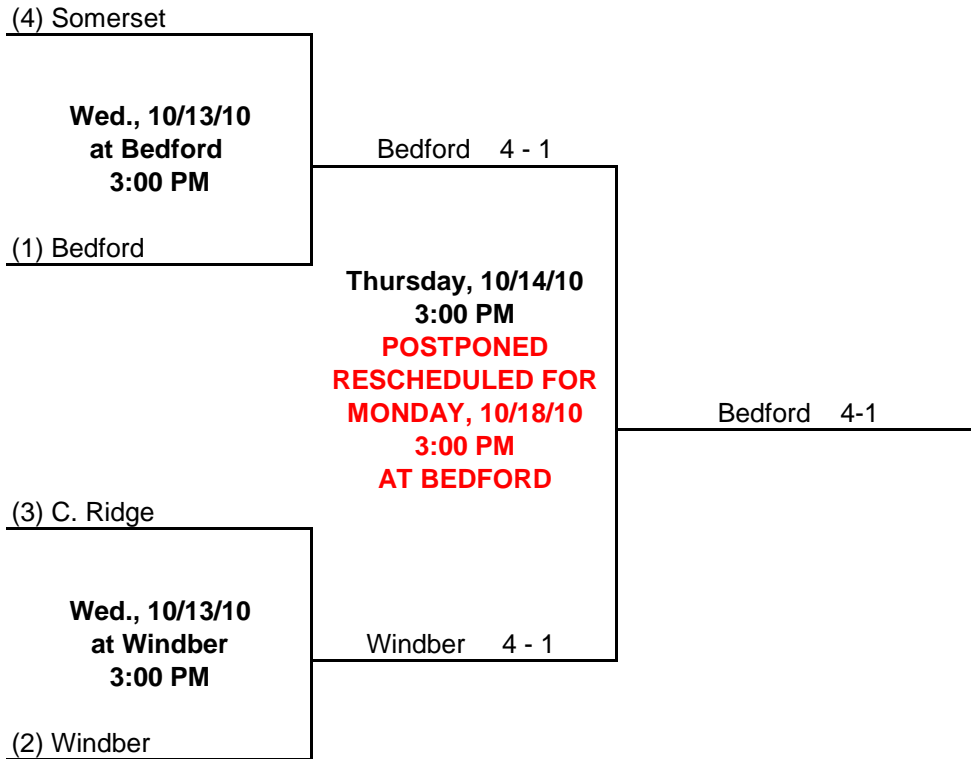 (4) Somerset
Wed., 10/13/10
at Bedford
3:00 PM
Bedford 4 - 1
(1) Bedford
Thursday, 10/14/10
3:00 PM
POSTPONED
RESCHEDULED FOR
MONDAY, 10/18/10
3:00 PM
AT BEDFORD
Bedford 4-1
(3) C. Ridge
Wed., 10/13/10
at Windber
3:00 PM
Windber 4 - 1
(2) Windber